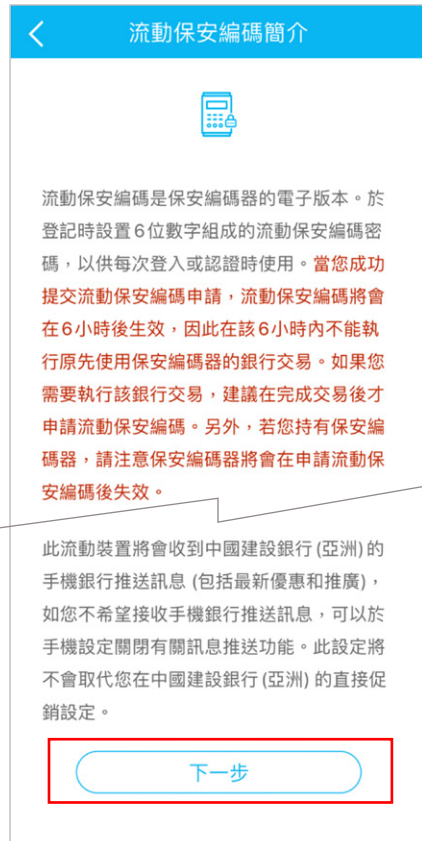 流動保安編碼簡介
流動保安編碼是保安編碼器的電子版本。於
登記時設置6位數字組成的流動保安編碼密
碼，以供每次登入或認證時使用。當您成功
提交流動保安編碼申請，流動保安編碼將會
在6小時後生效，因此在該6小時內不能執
行原先使用保安編碼器的銀行交易。如果您
需要執行該銀行交易，建議在完成交易後才
申請流動保安編碼。另外，若您持有保安編
碼器，請注意保安編碼器將會在申請流動保
安編碼後失效。
此流動裝置將會收到中國建設銀行(亞洲)的
手機銀行推送訊息 (包括最新優惠和推廣)，
如您不希望接收手機銀行推送訊息，可以於
手機設定關閉有關訊息推送功能。此設定將
不會取代您在中國建設銀行(亞洲) 的直接促
銷設定。
下一步